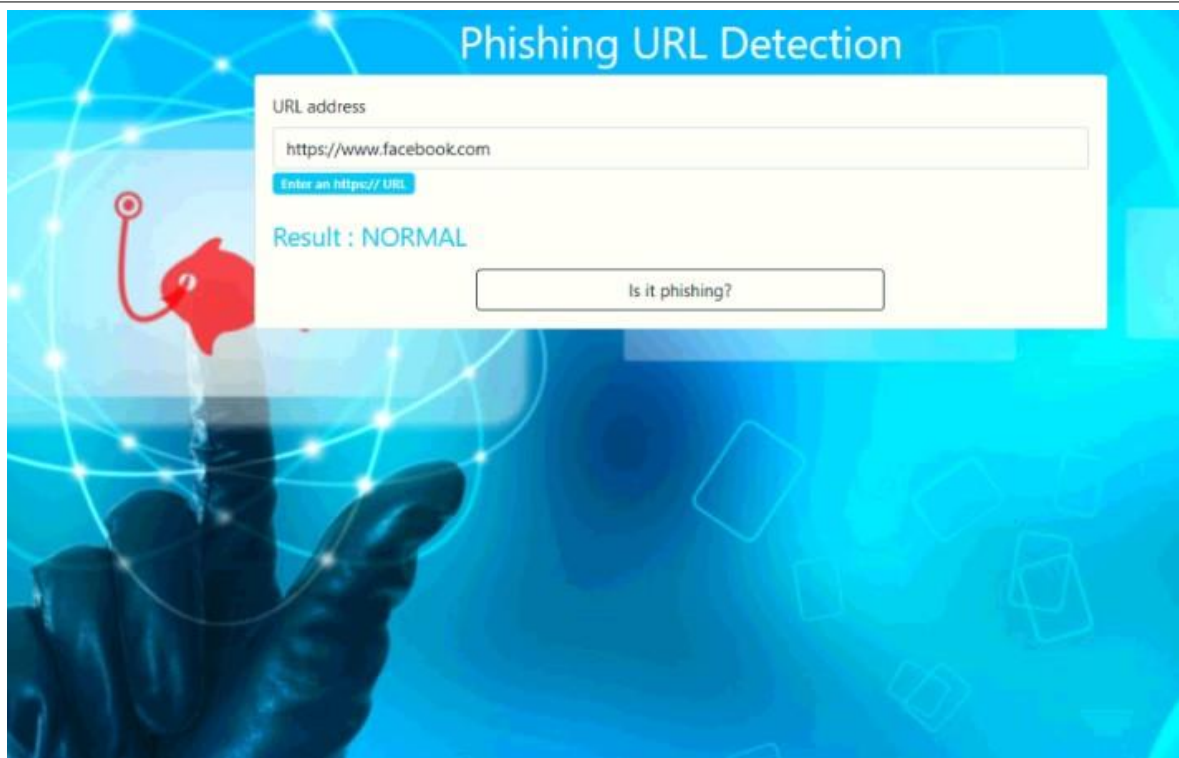 Phishing URL Detection
URL address
https://www.facebook.com
Enter an https:// URL
Result : NORMAL
Is it phishing?